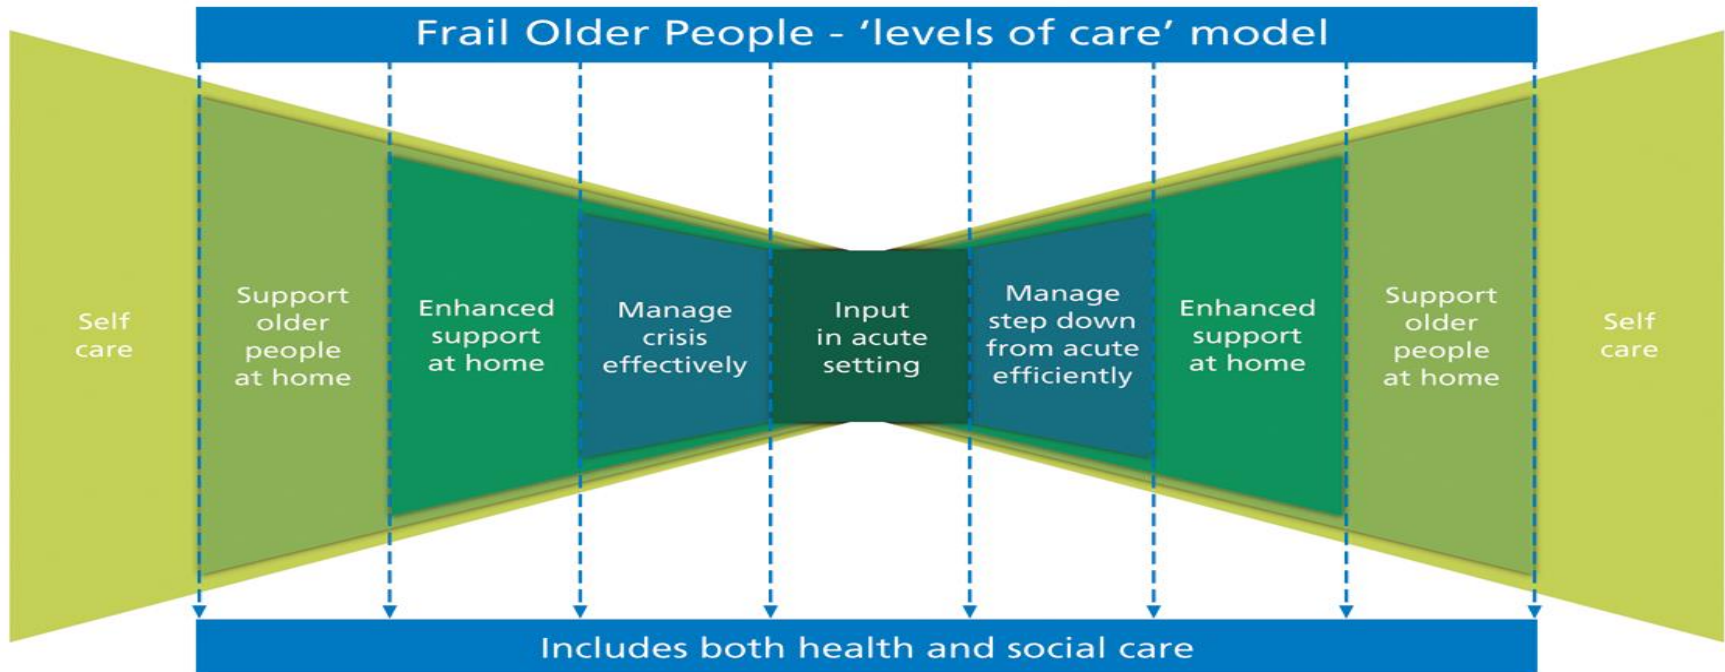 Frail Older People - ‘levels of care’ model
Self
care
Support
older
people
at home
Enhanced
support
at home
Manage
crisis
effectively
Input
in acute
setting
Manage
step down
from acute
efficiently
Enhanced
support
at home
Support
older
people
at home
Self
care
Includes both health and social care